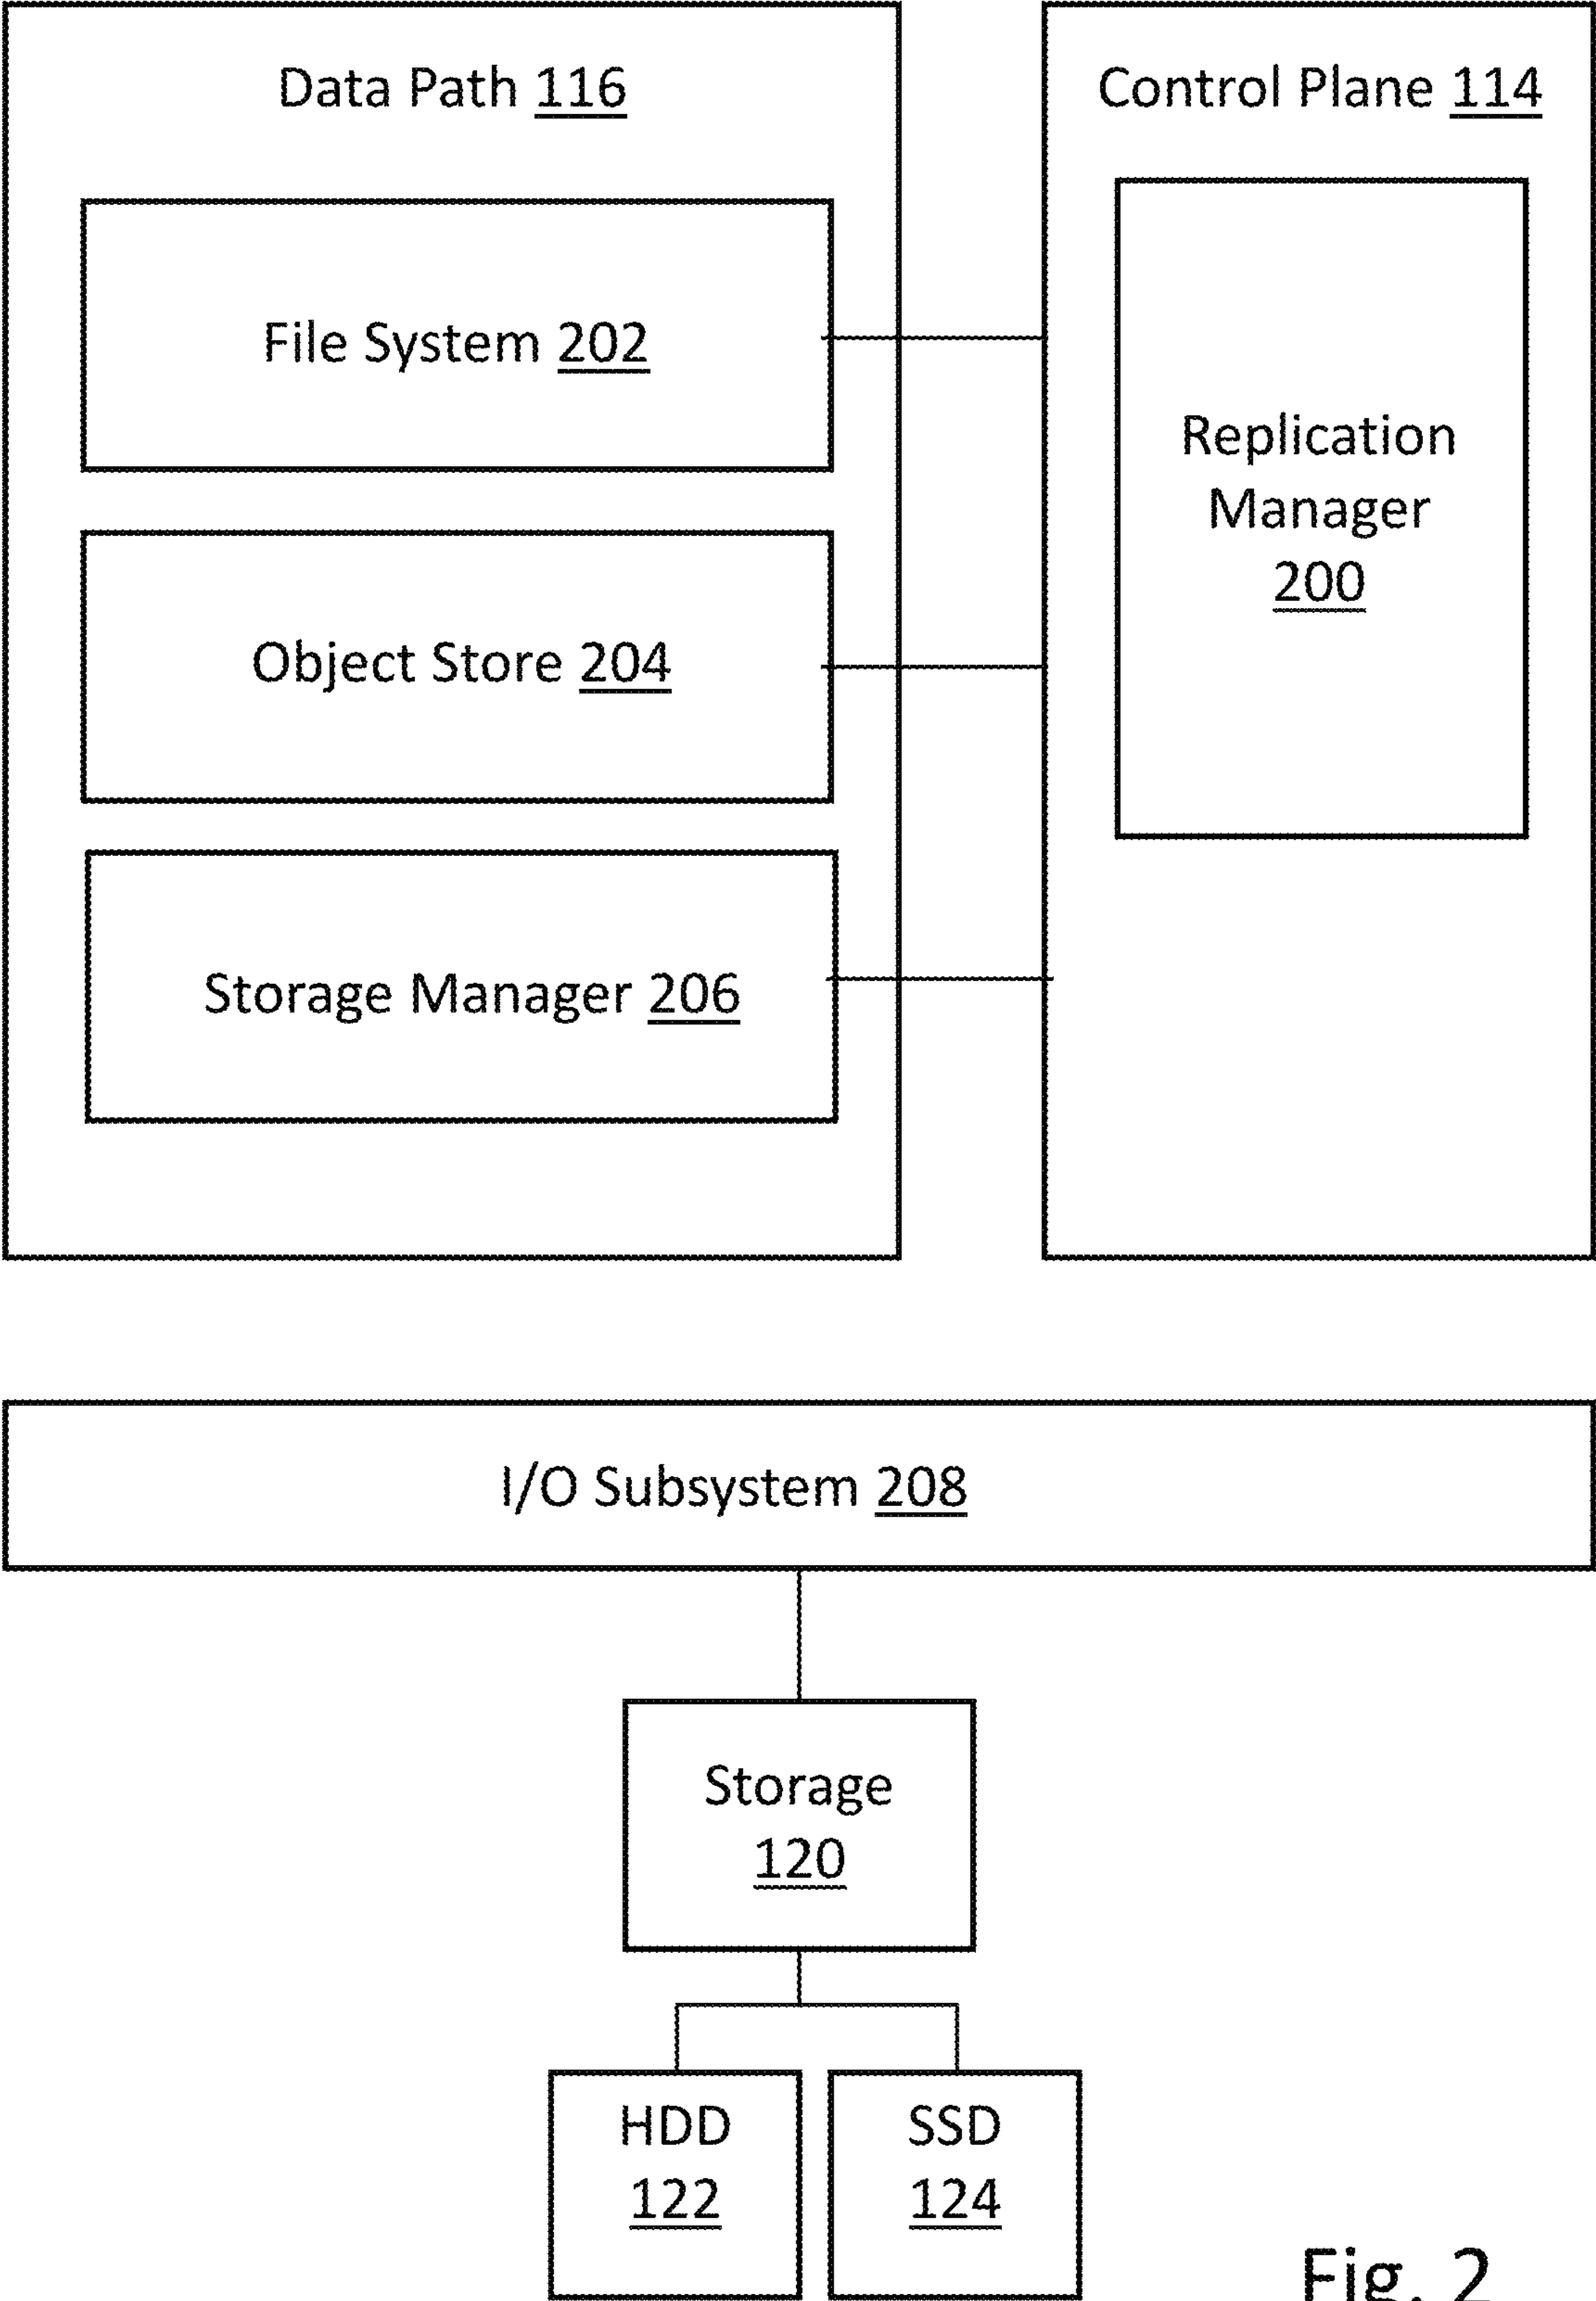 Data Path 116
File System 202
Object Store 204
Storage Manager 206
Control Plane 114
Replication
Manager
200
I/O Subsystem 208
Storage
120
HDD
122
SSD
124
Fig. 2